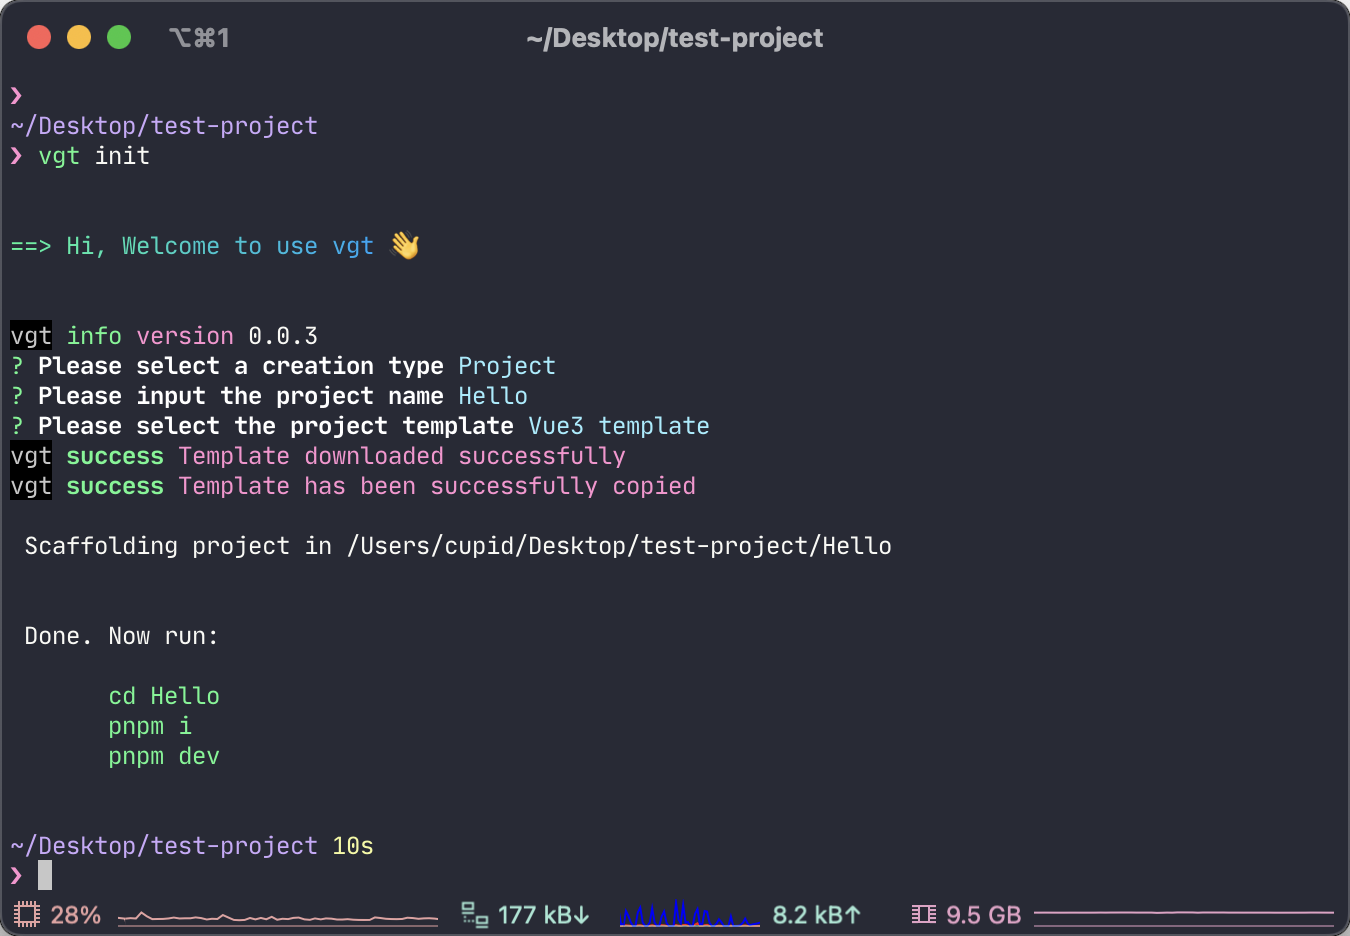 ⌥⌘1
~/Desktop/test-project
❯
~/Desktop/test-project
❯ vgt init
==> Hi, Welcome to use vgt 👋
vgt info version 0.0.3
? Please select a creation type Project
? Please input the project name Hello
? Please select the project template Vue3 template
vgt success Template downloaded successfully
vgt success Template has been successfully copied
Scaffolding project in /Users/cupid/Desktop/test-project/Hello
Done. Now run:
cd Hello
pnpm i
pnpm dev
~/Desktop/test-project 10s
❯
28% 177 kB↓ 8.2 kB↑ 9.5 GB